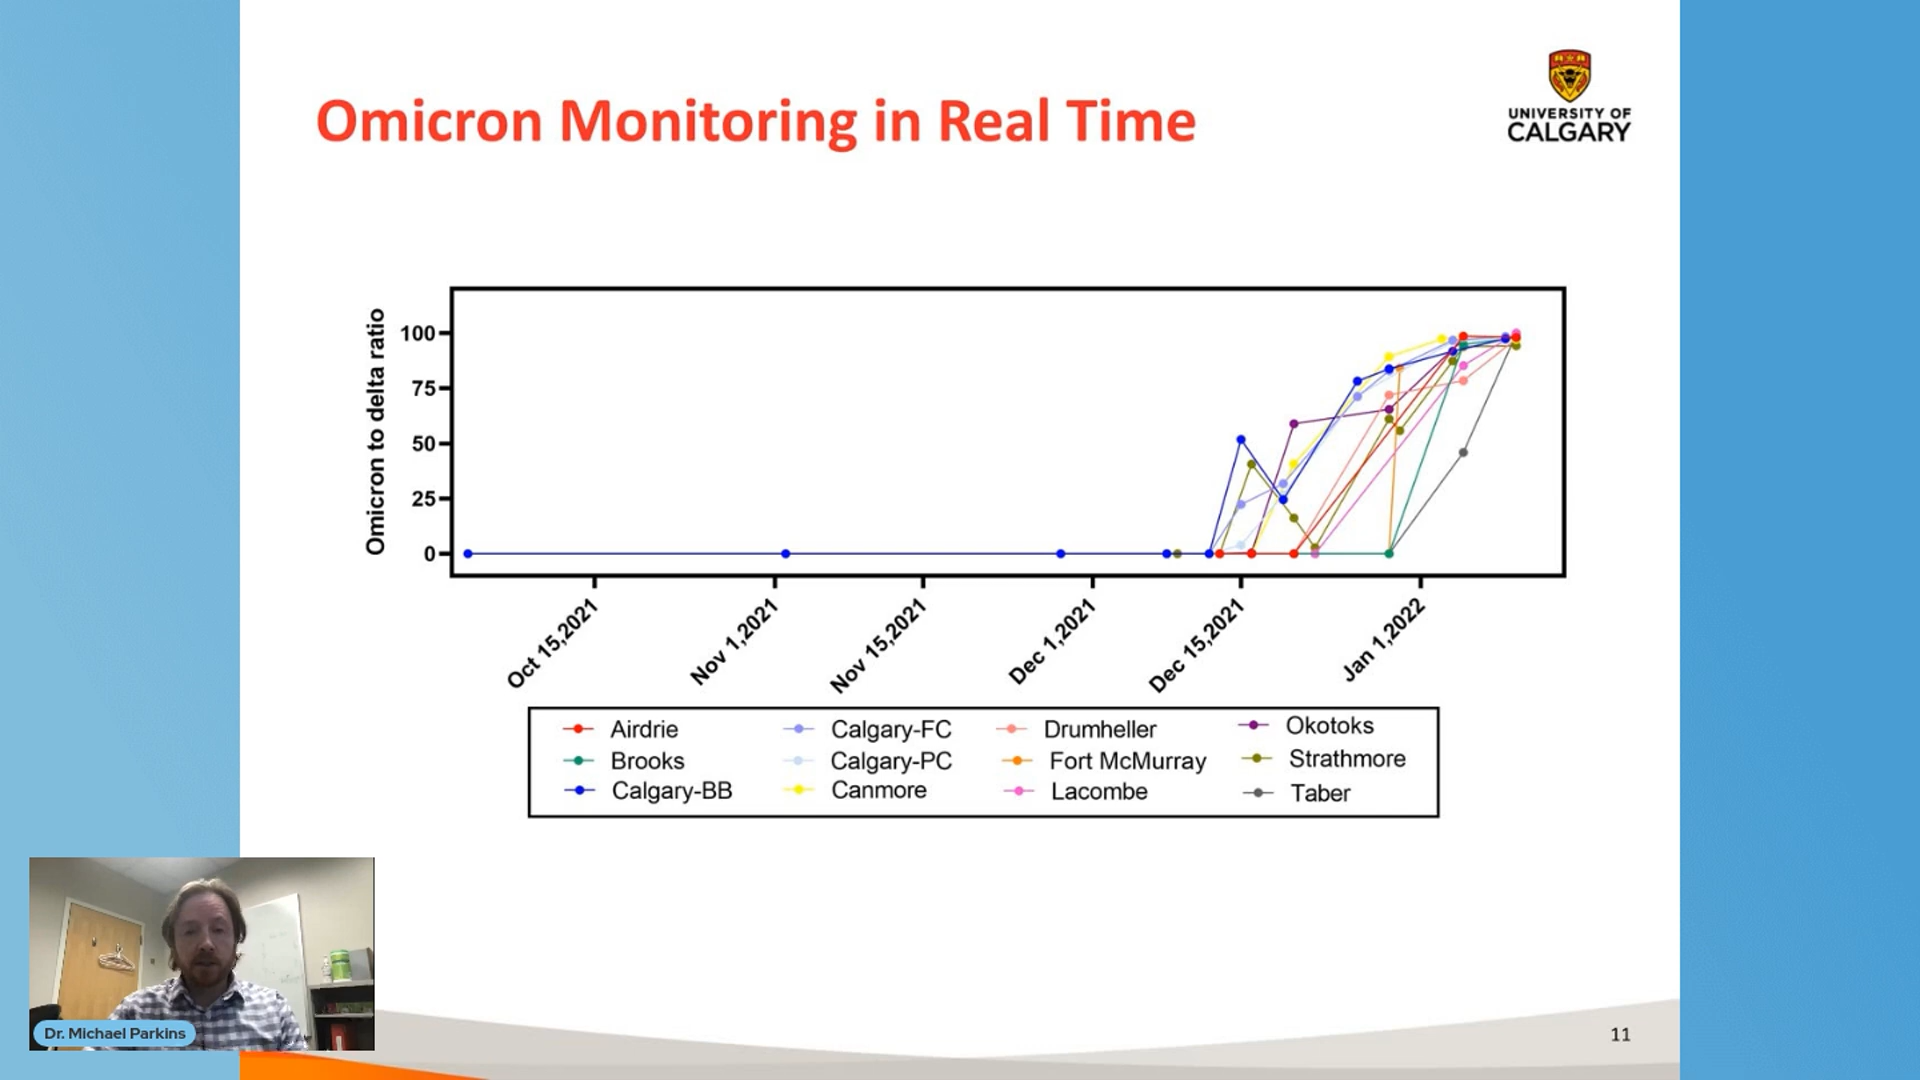 Omicron Monitoring in Real Time
UNIVERSITY OF
CALGARY
Omicron to delta ratio
100
75
50
25
0
Oct 15,2021
Nov 1,2021
Nov 15,2021
Dec 1,2021
Dec 15,2021
Jan 1,2022
Airdrie
Calgary-FC
Drumheller
Okotoks
Brooks
Calgary-PC
Fort McMurray
Strathmore
Calgary-BB
Canmore
Lacombe
Taber
Dr. Michael Parkins
11